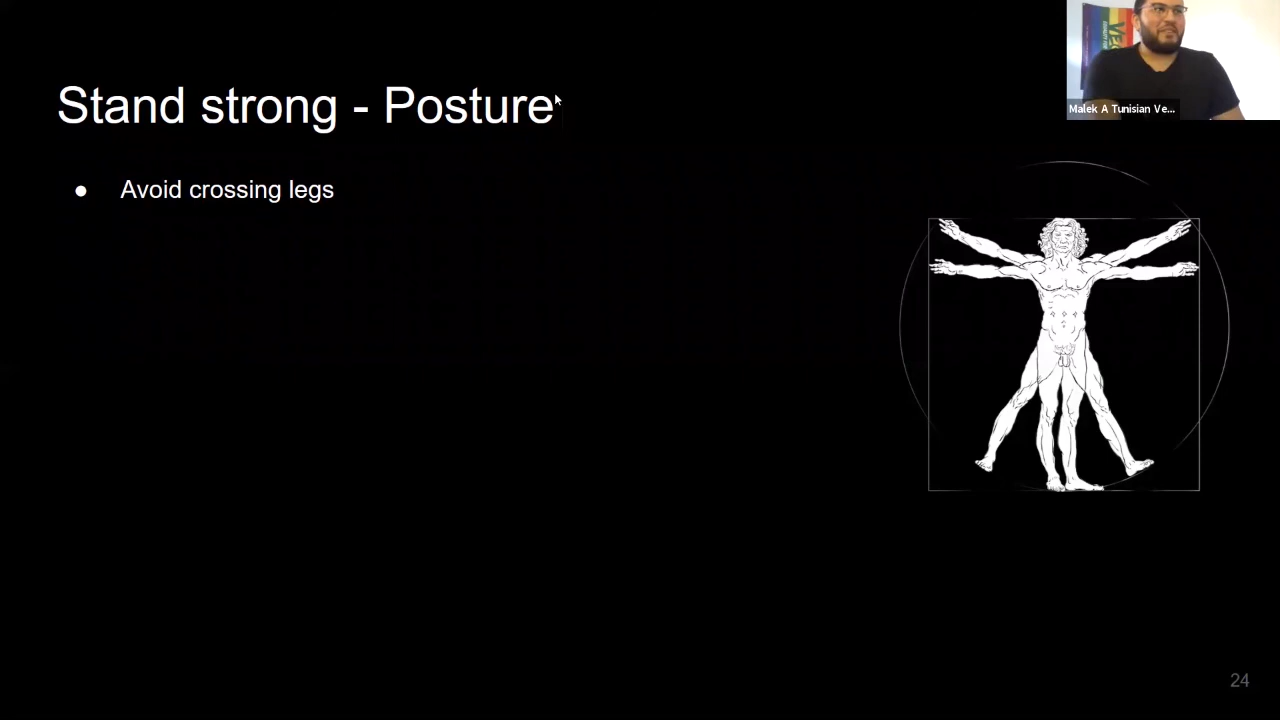 Stand strong - Posture
Malek A Tunisian Ve...
● Avoid crossing legs
24